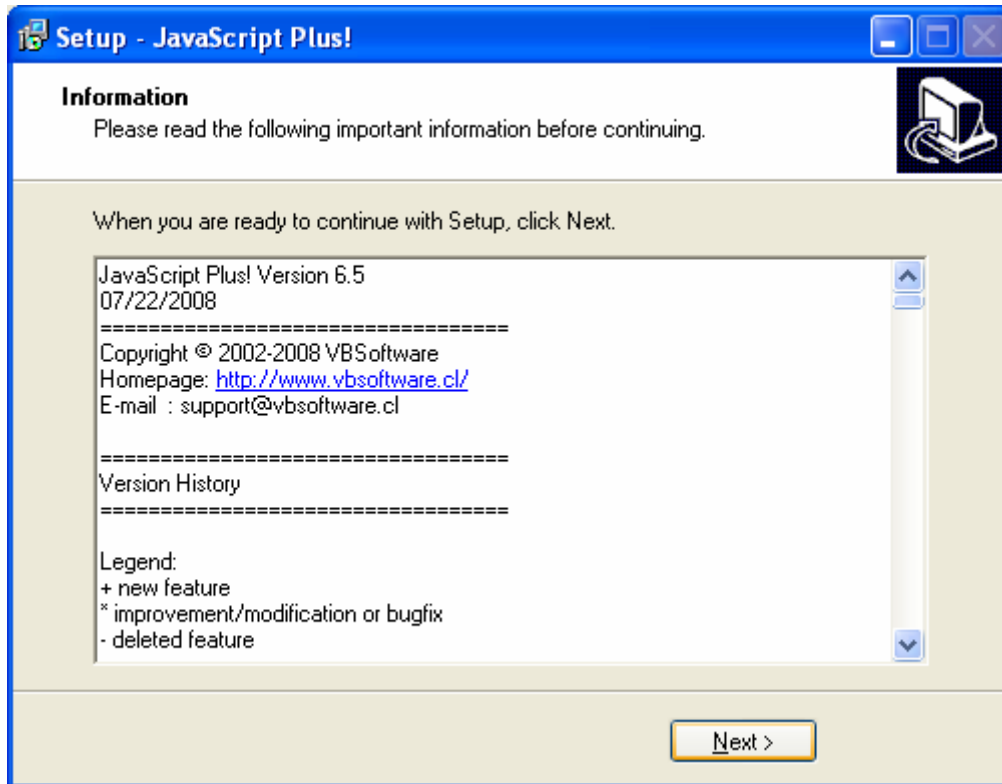 Setup - JavaScript Plus!
Information
Please read the following important information before continuing.
When you are ready to continue with Setup, click Next.
JavaScript Plus! Version 6.5
07/22/2008
==================================
Copyright © 2002-2008 VBSoftware
Homepage: http://www.vbsoftware.cl/
E-mail : support@vbsoftware.cl
==================================
Version History
==================================
Legend:
+ new feature
* improvement/modification or bugfix
- deleted feature
Next >